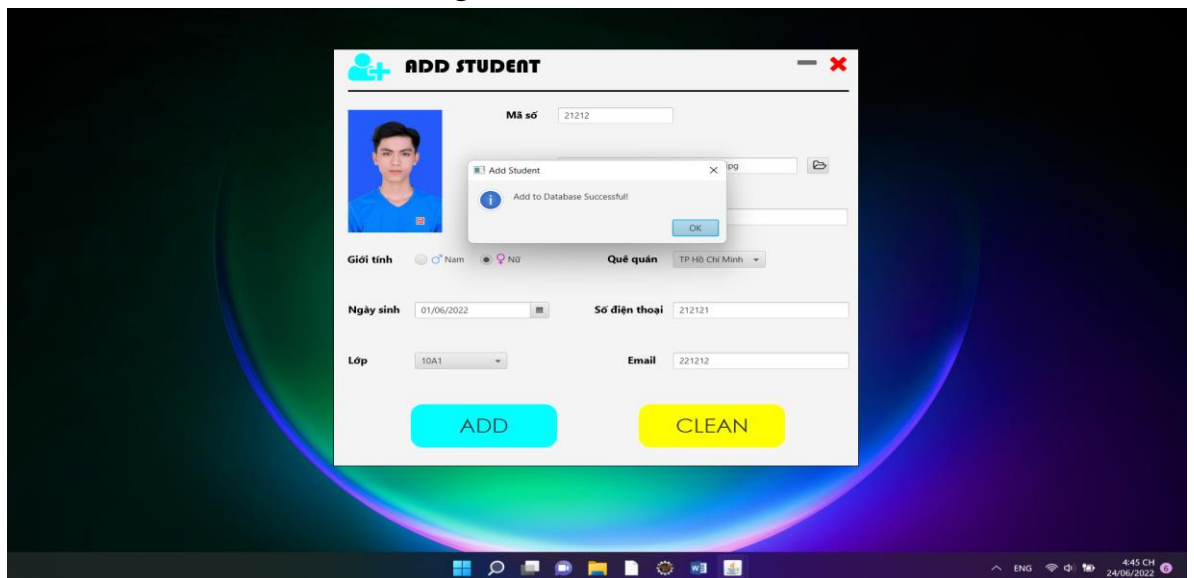 ADD STUDENT
Mã số 21212
Add Student
jpg
Add to Database Successful!
OK
Giới tính Nam Nữ Quê quán TP Hồ Chí Minh
Ngày sinh 01/06/2022 Số điện thoại 212121
Lớp 10A1 Email 221212
ADD CLEAN
ENG 4:45 CH 6
24/06/2022